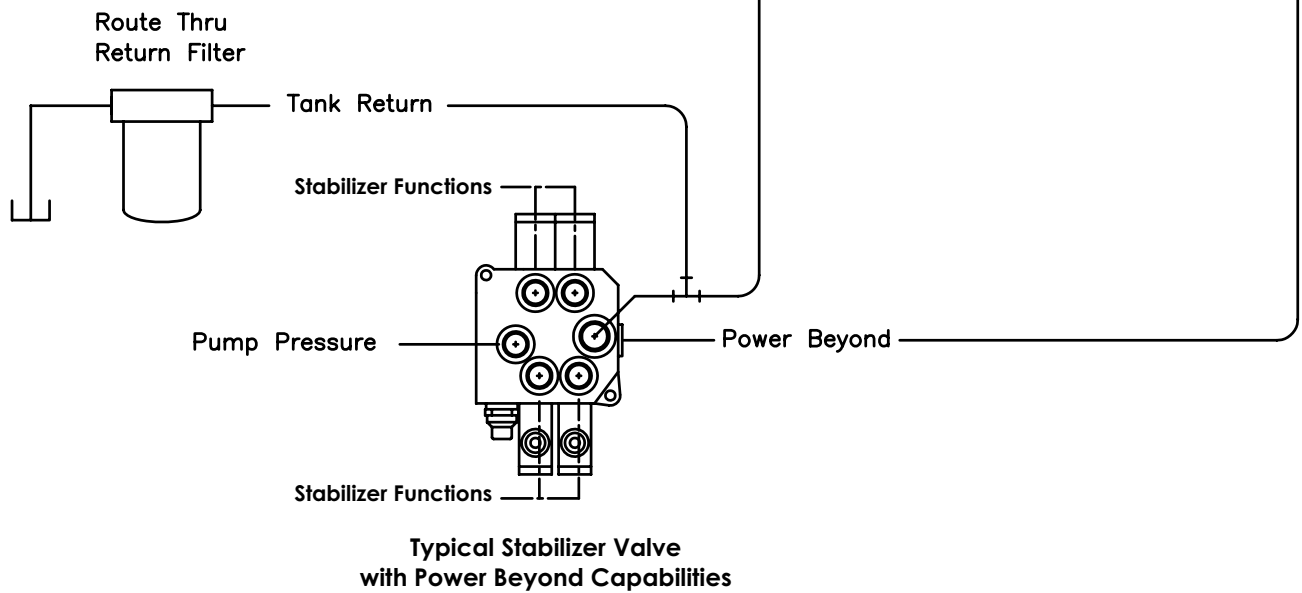 Route Thru
Return Filter
Tank Return
Stabilizer Functions
Pump Pressure
Power Beyond
Stabilizer Functions
Typical Stabilizer Valve
with Power Beyond Capabilities